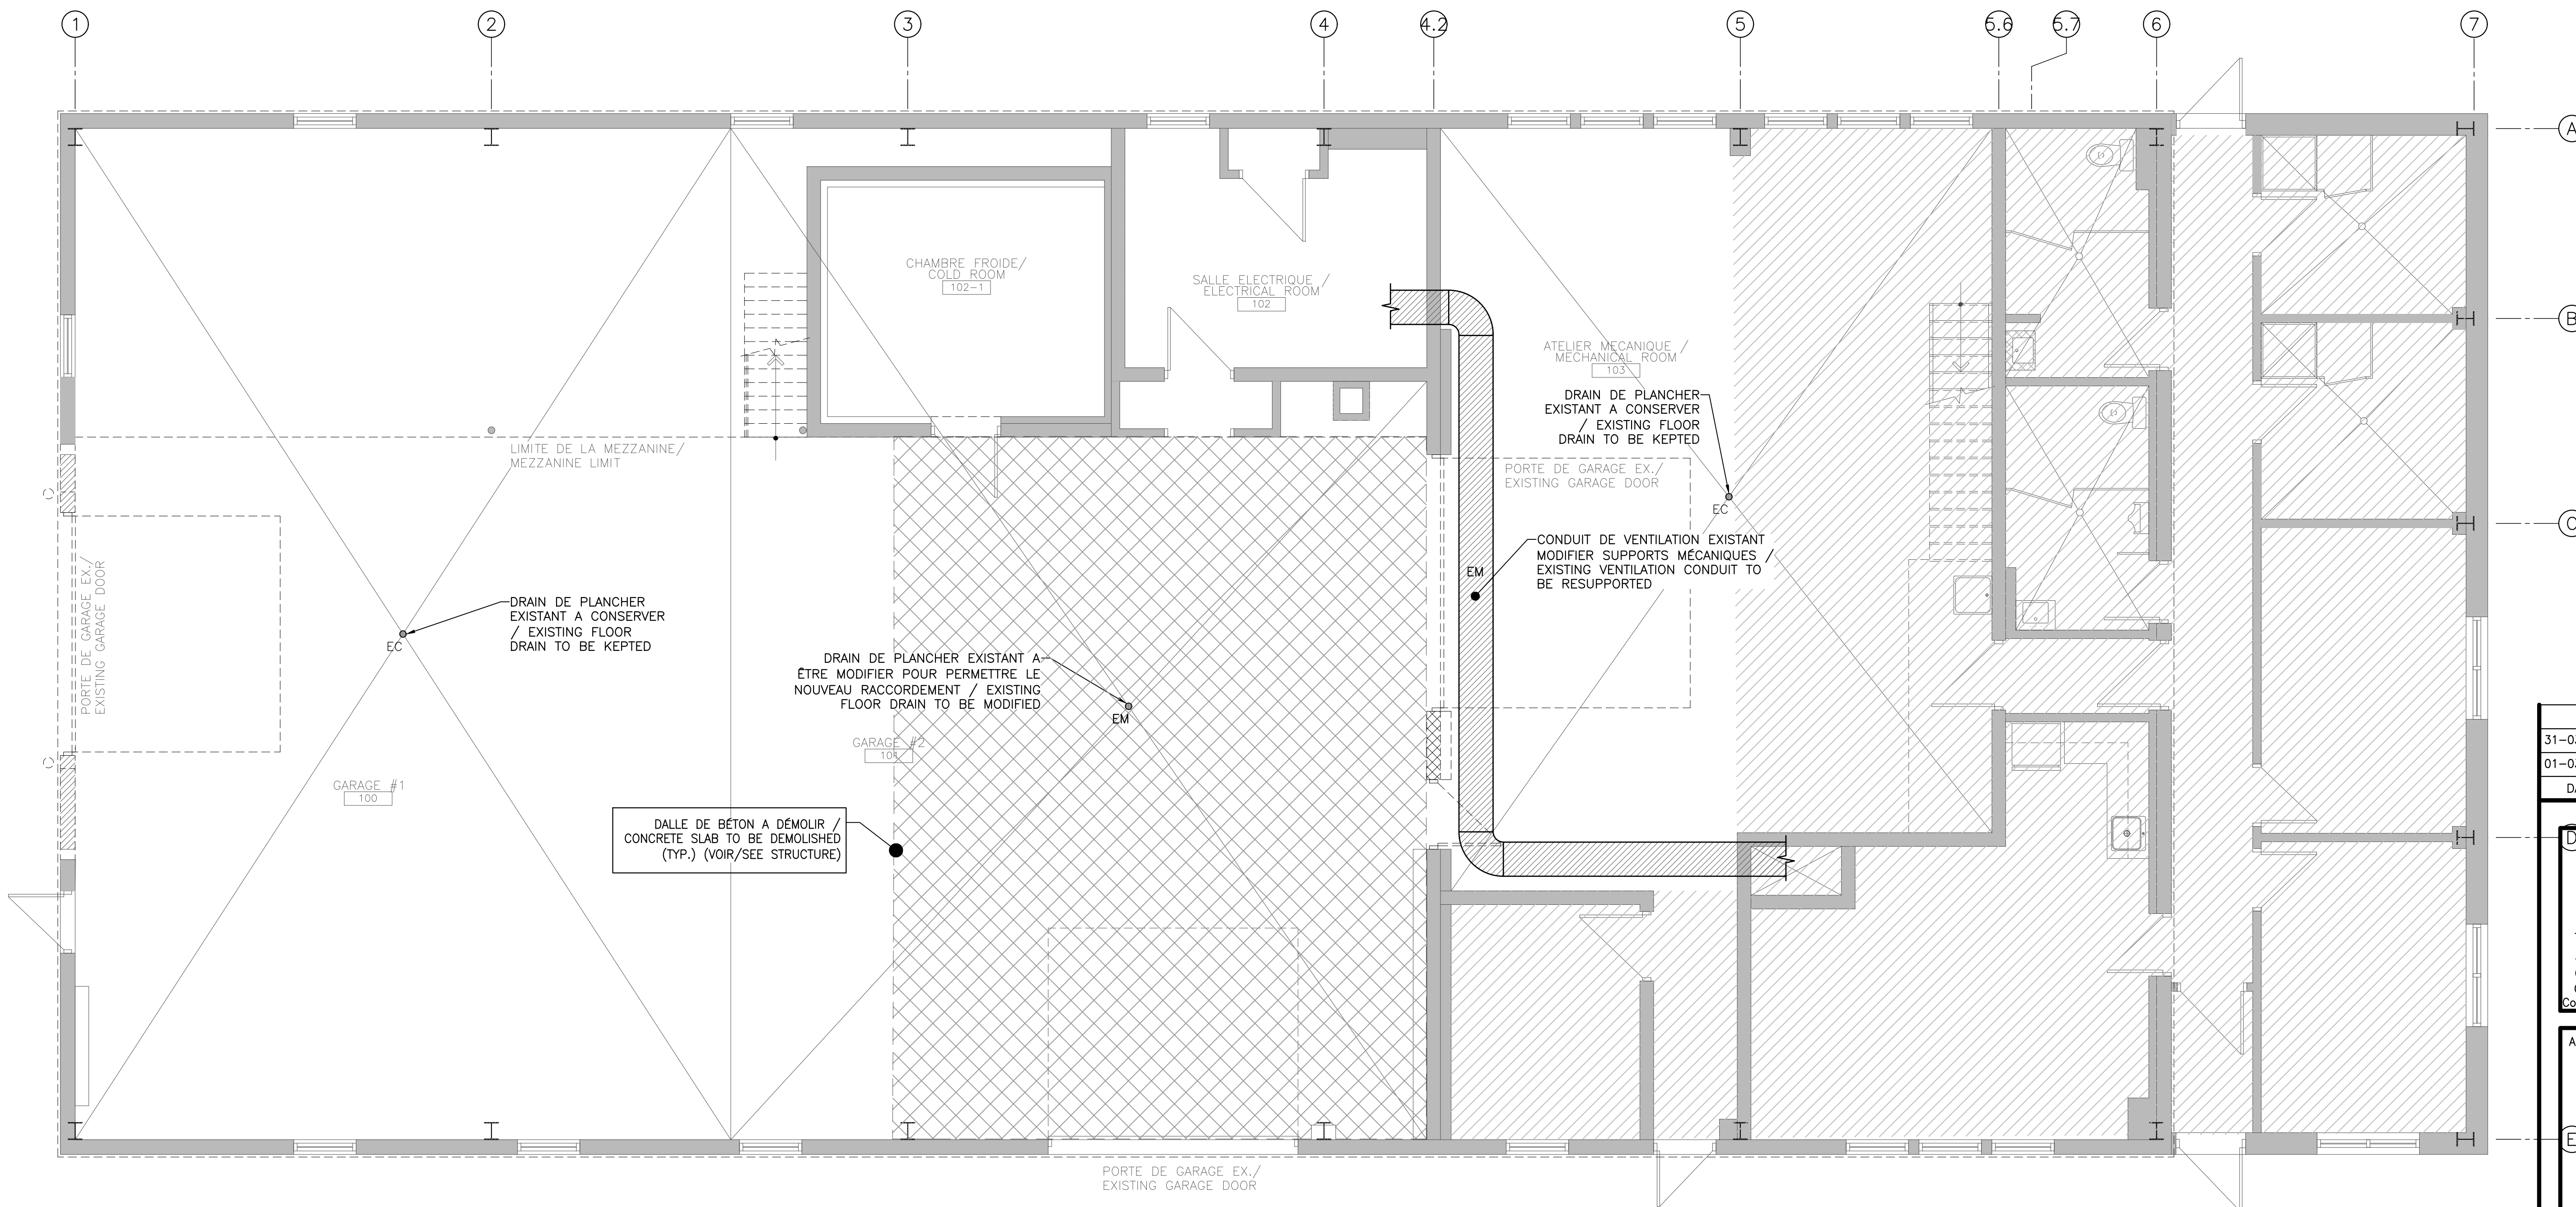 1
2
3
4
4.2
5
5.6
5.7
6
7
A
B
C
D
E
CHAMBRE FROIDE/
COLD ROOM
102-1
SALLE ELECTRIQUE /
ELECTRICAL ROOM
102
ATELIER MECANIQUE /
MECHANICAL ROOM
103
DRAIN DE PLANCHER
EXISTANT A CONSERVER
/ EXISTING FLOOR
DRAIN TO BE KEPTED
EC
LIMITE DE LA MEZZANINE/
MEZZANINE LIMIT
PORTE DE GARAGE EX./
EXISTING GARAGE DOOR
CONDUIT DE VENTILATION EXISTANT
MODIFIER SUPPORTS MÉCANIQUES /
EXISTING VENTILATION CONDUIT TO
BE RESUPPORTED
EM
PORTE DE GARAGE EX./
EXISTING GARAGE DOOR
DRAIN DE PLANCHER
EXISTANT A CONSERVER
/ EXISTING FLOOR
DRAIN TO BE KEPTED
EC
DRAIN DE PLANCHER EXISTANT A
ÊTRE MODIFIER POUR PERMETTRE LE
NOUVEAU RACCORDEMENT / EXISTING
FLOOR DRAIN TO BE MODIFIED
EM
GARAGE #2
101
GARAGE #1
100
DALLE DE BÉTON A DÉMOLIR /
CONCRETE SLAB TO BE DEMOLISHED
(TYP.) (VOIR/SEE STRUCTURE)
PORTE DE GARAGE EX./
EXISTING GARAGE DOOR